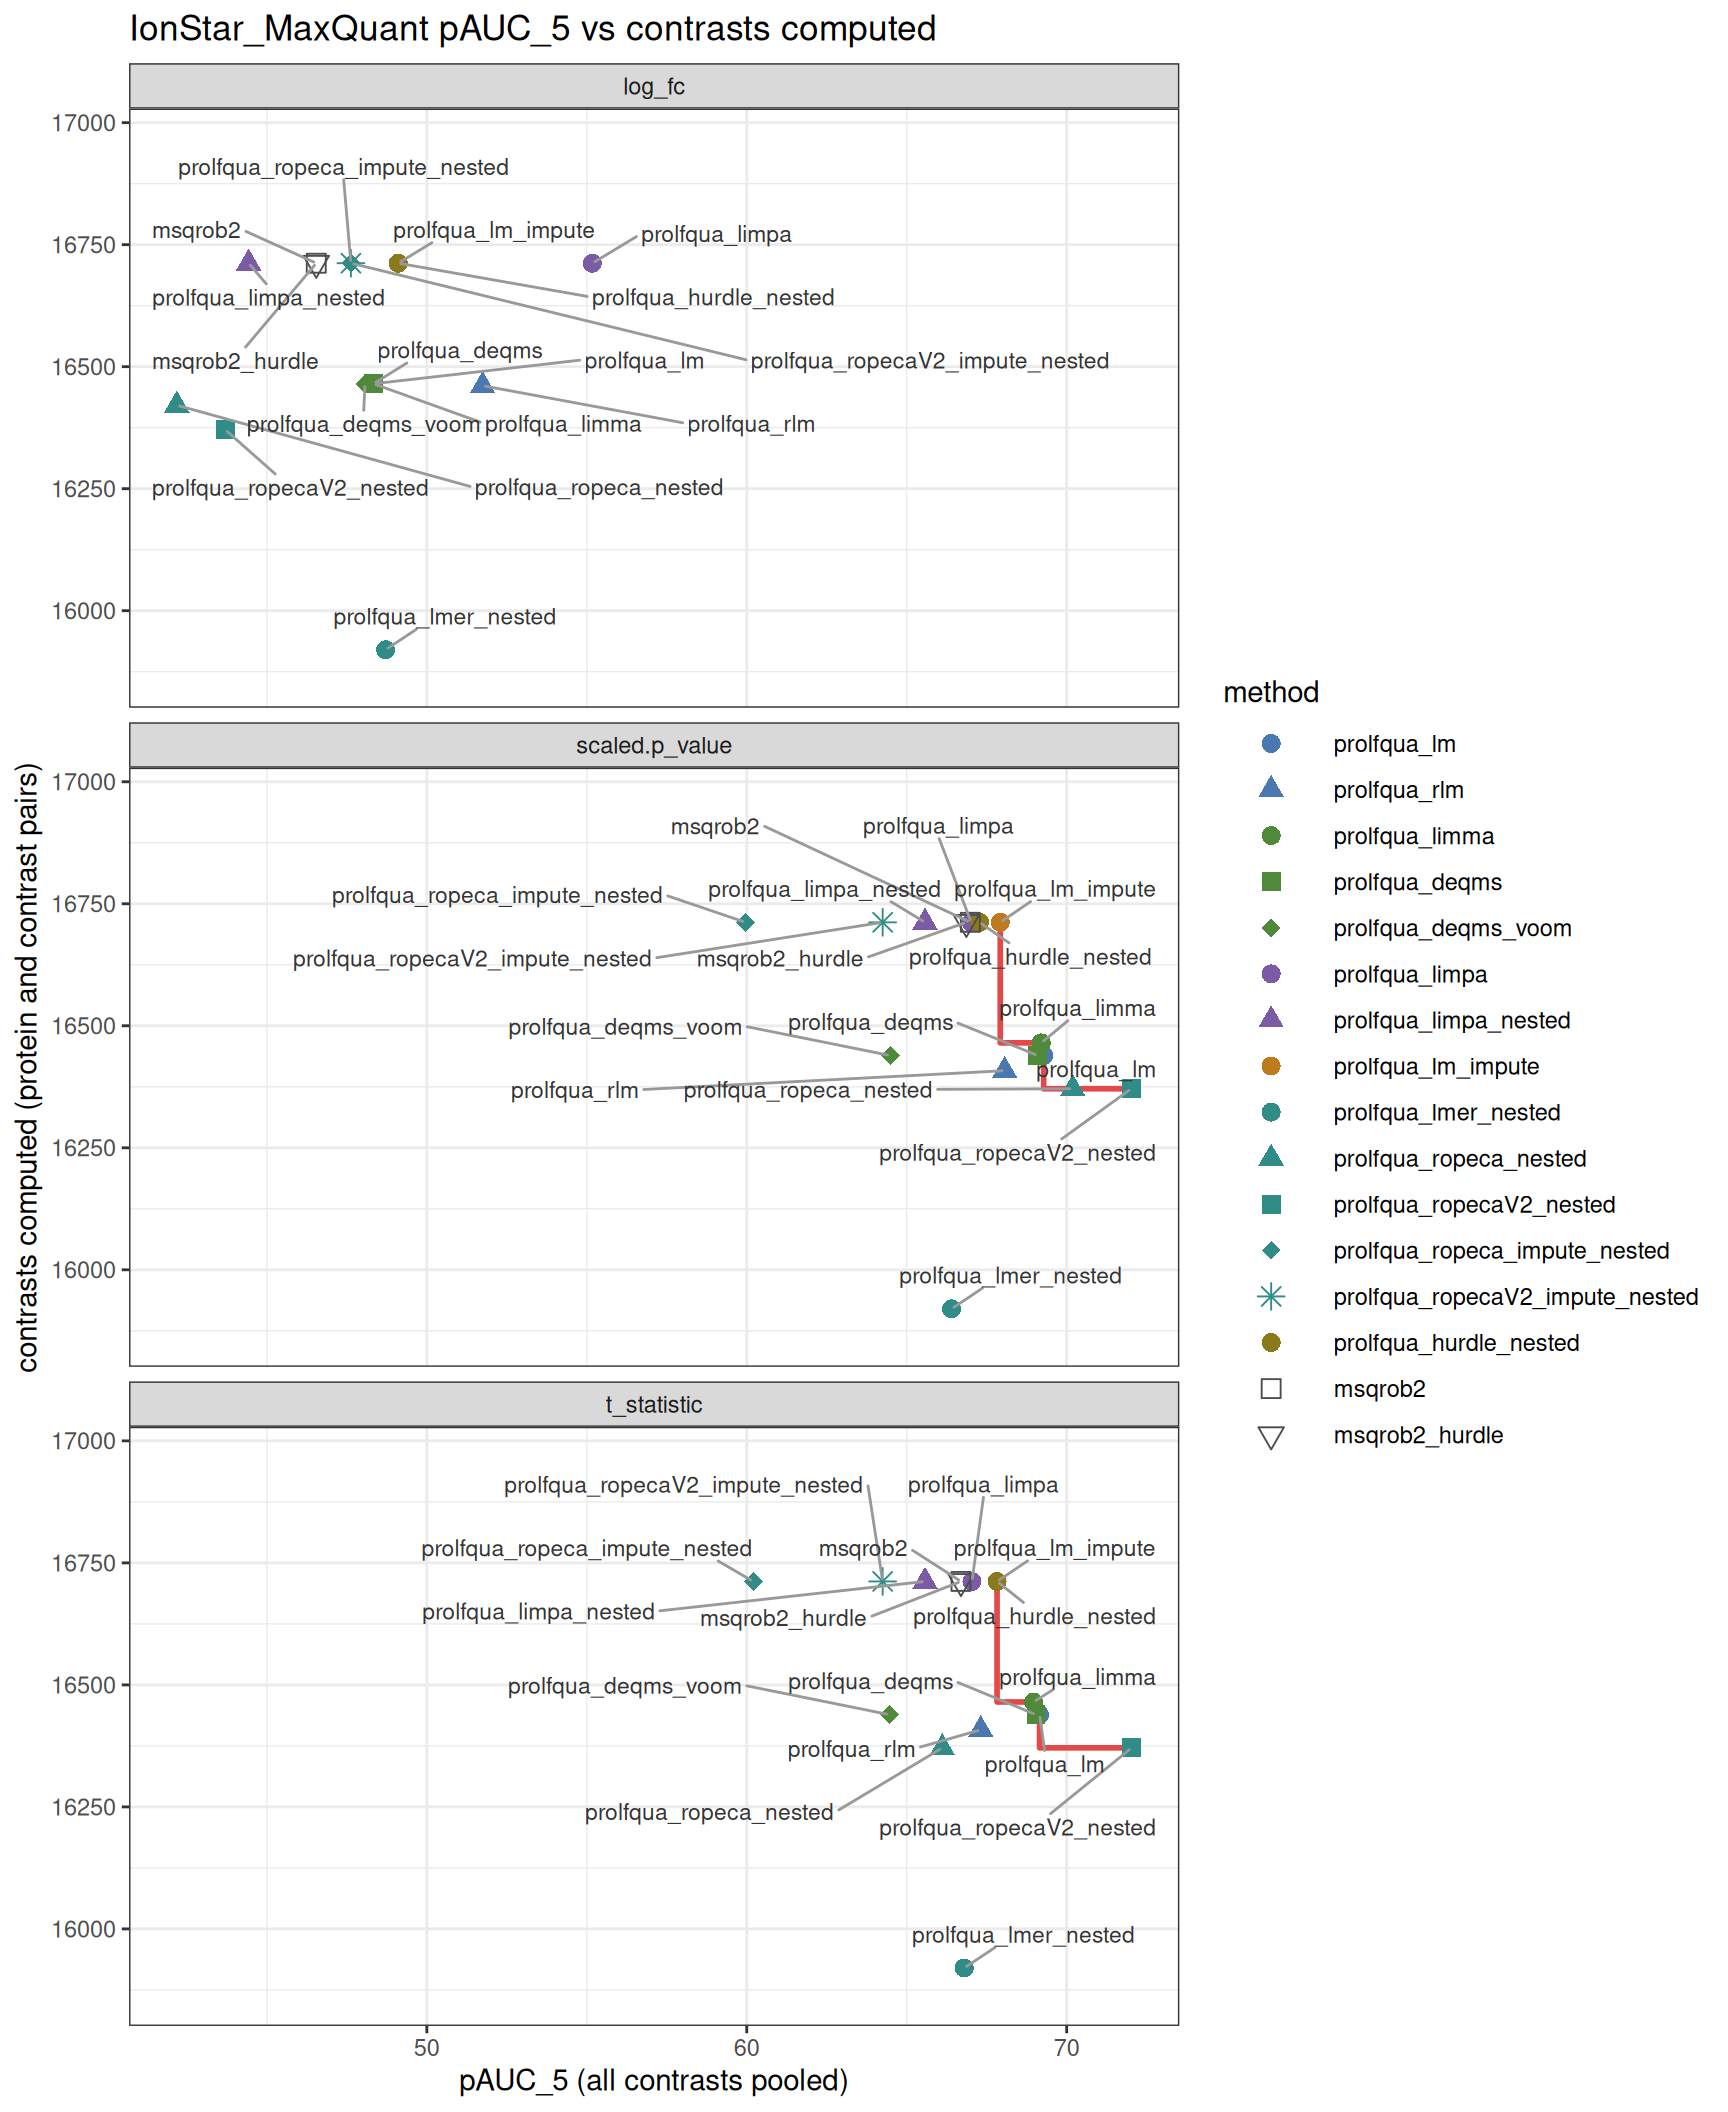 IonStar_MaxQuant pAUC_5 vs contrasts computed
log_fc
17000
prolfqua_ropeca_impute_nested
msqrob2
prolfqua_lm_impute
prolfqua_limpa
16750
prolfqua_limpa_nested
prolfqua_hurdle_nested
msqrob2_hurdle
prolfqua_deqms
prolfqua_lm
prolfqua_ropecaV2_impute_nested
16500
prolfqua_deqms_voom
prolfqua_limma
prolfqua_rlm
prolfqua_ropecaV2_nested
prolfqua_ropeca_nested
16250
16000
prolfqua_lmer_nested
scaled.p_value
17000
msqrob2
prolfqua_limpa
prolfqua_ropeca_impute_nested
prolfqua_limpa_nested
prolfqua_lm_impute
16750
prolfqua_ropecaV2_impute_nested
msqrob2_hurdle
prolfqua_hurdle_nested
prolfqua_limma
prolfqua_deqms_voom
prolfqua_deqms
16500
prolfqua_lm
prolfqua_rlm
prolfqua_ropeca_nested
16250
prolfqua_ropecaV2_nested
16000
prolfqua_lmer_nested
t_statistic
17000
prolfqua_ropecaV2_impute_nested
prolfqua_limpa
prolfqua_ropeca_impute_nested
msqrob2
prolfqua_lm_impute
16750
prolfqua_limpa_nested
msqrob2_hurdle
prolfqua_hurdle_nested
prolfqua_deqms_voom
prolfqua_deqms
prolfqua_limma
16500
prolfqua_rlm
prolfqua_lm
prolfqua_ropeca_nested
prolfqua_ropecaV2_nested
16250
16000
prolfqua_lmer_nested
50
60
70
pAUC_5 (all contrasts pooled)
contrasts computed (protein and contrast pairs)
method
prolfqua_lm
prolfqua_rlm
prolfqua_limma
prolfqua_deqms
prolfqua_deqms_voom
prolfqua_limpa
prolfqua_limpa_nested
prolfqua_lm_impute
prolfqua_lmer_nested
prolfqua_ropeca_nested
prolfqua_ropecaV2_nested
prolfqua_ropeca_impute_nested
prolfqua_ropecaV2_impute_nested
prolfqua_hurdle_nested
msqrob2
msqrob2_hurdle